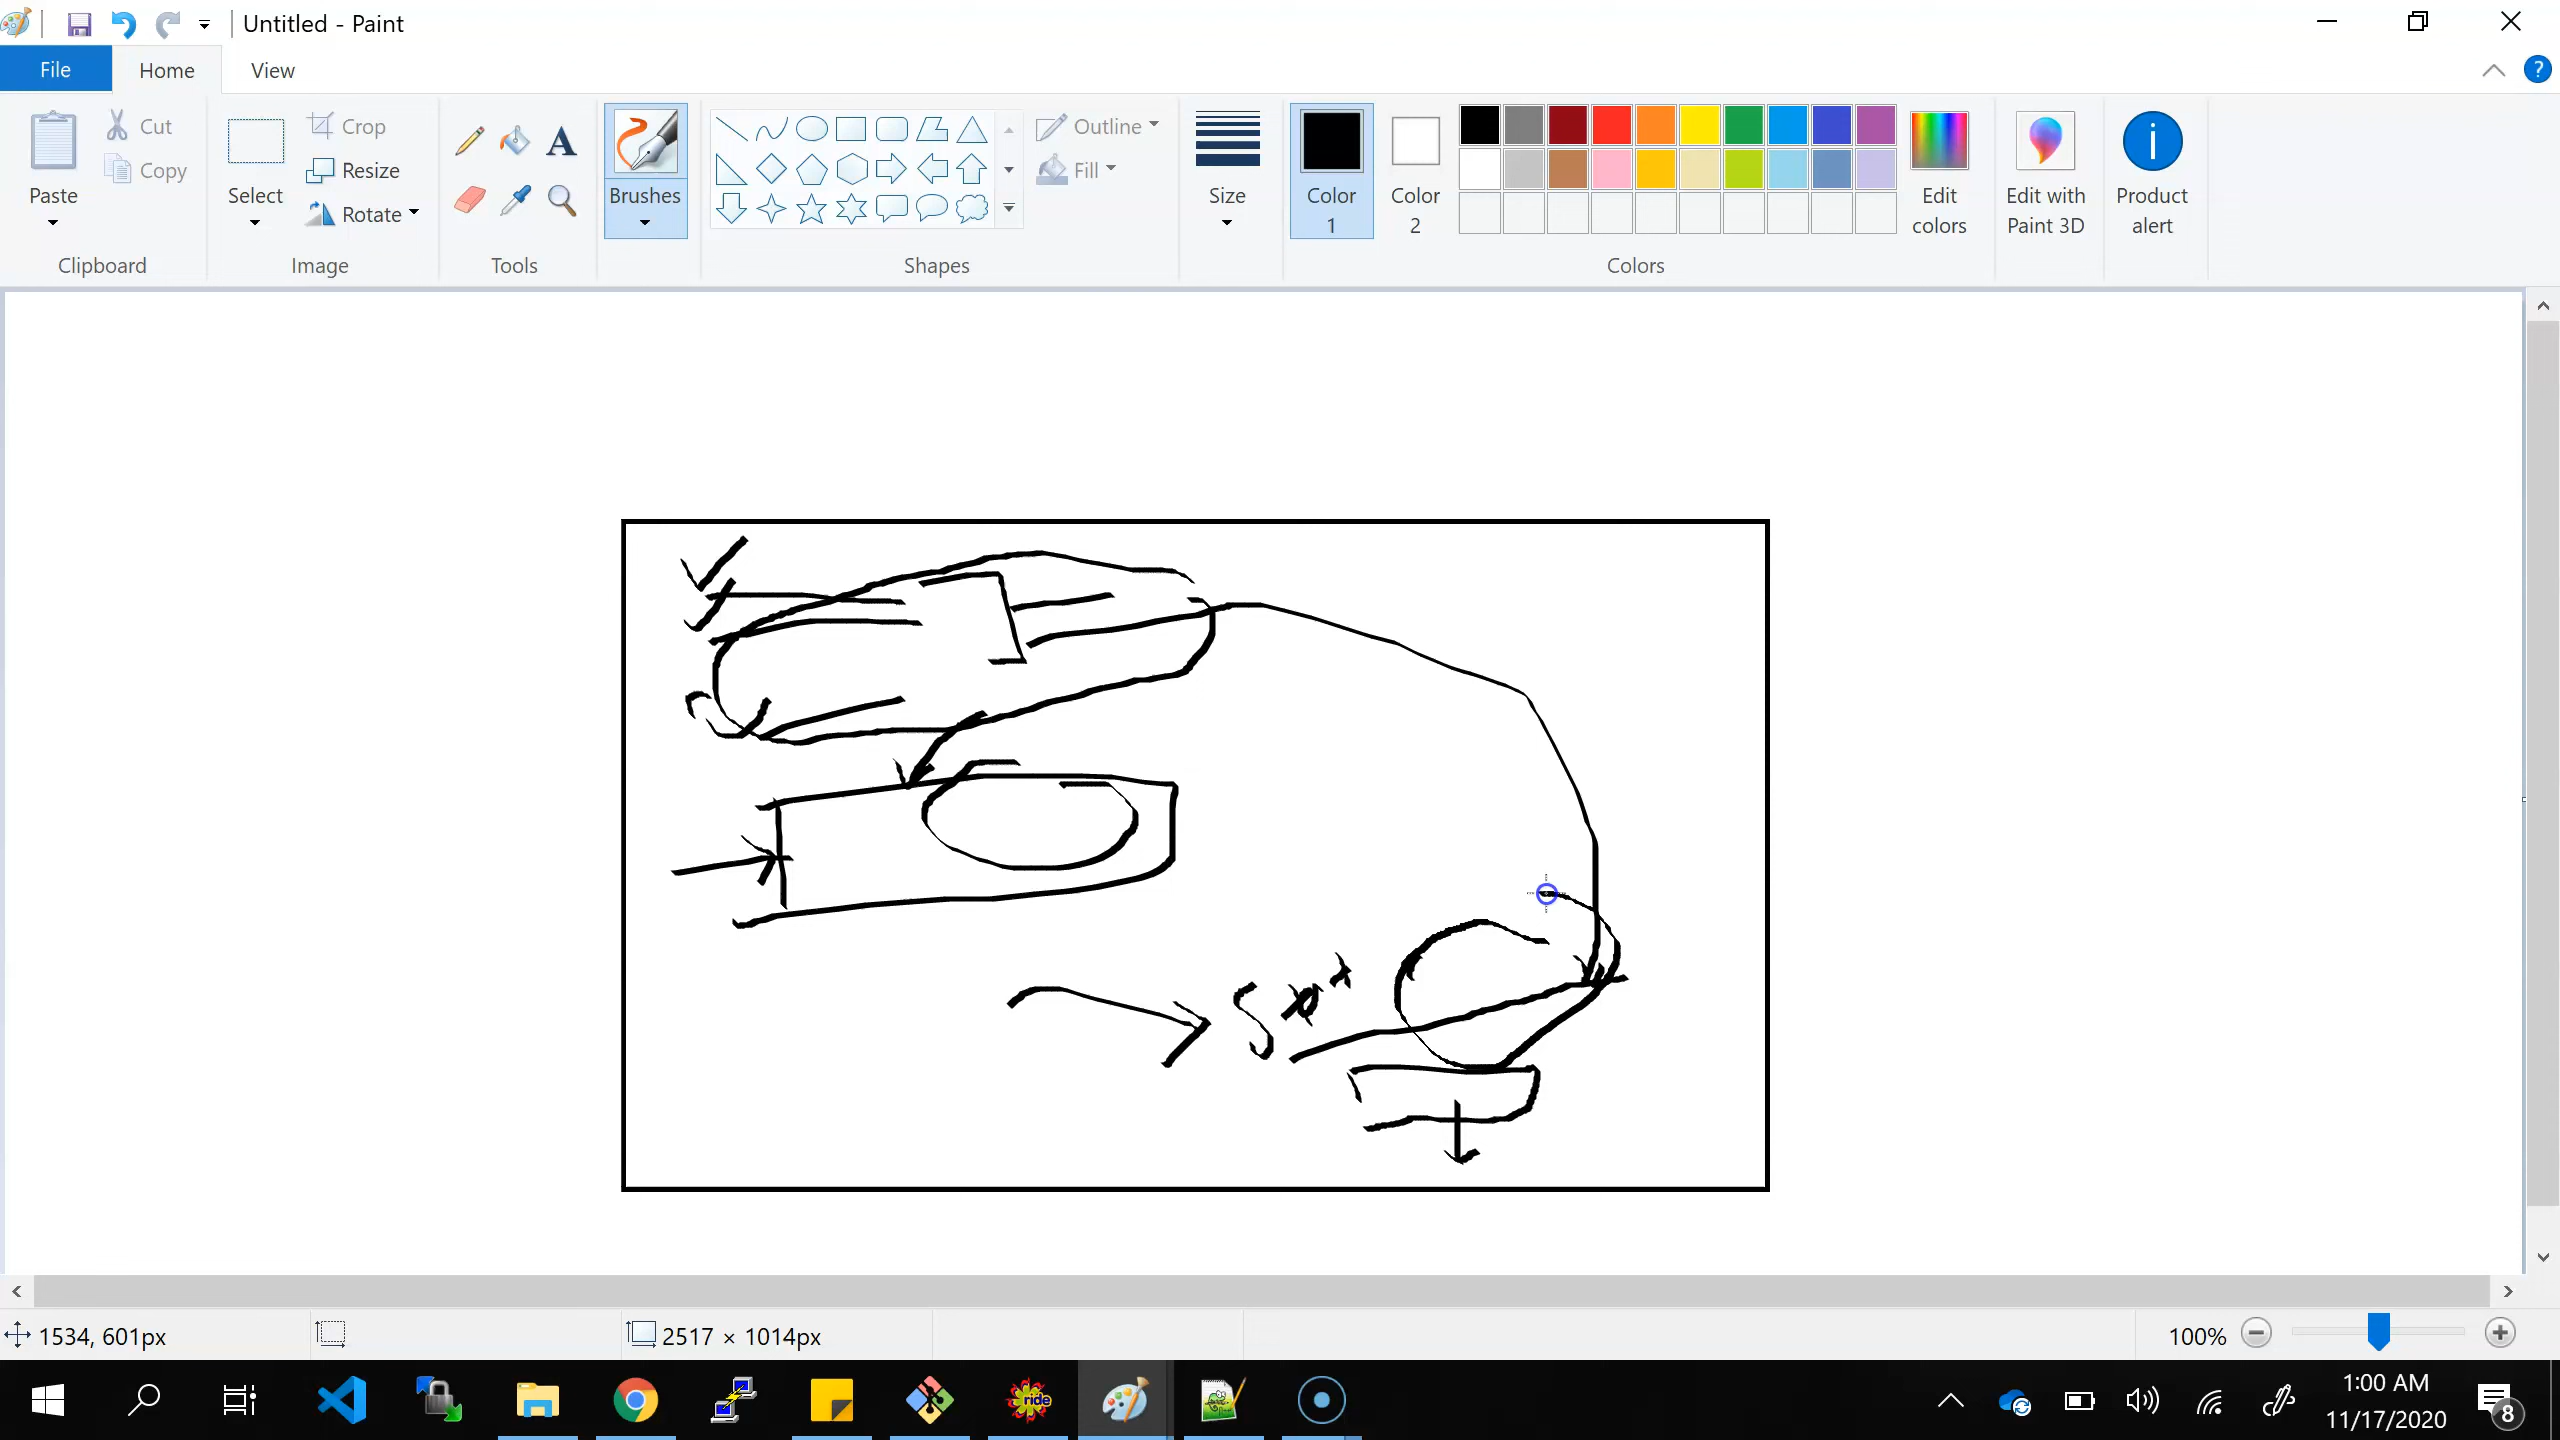 Untitled - Paint
File Home View
Paste
Cut
Copy
Clipboard
Select
Crop
Resize
Rotate
Image
Tools
Brushes
Outline
Fill
Shapes
Size
Color 1
Color 2
Edit colors
Colors
Edit with Paint 3D
Product alert
1534, 601px
2517 × 1014px
100%
ride
1:00 AM
11/17/2020
8